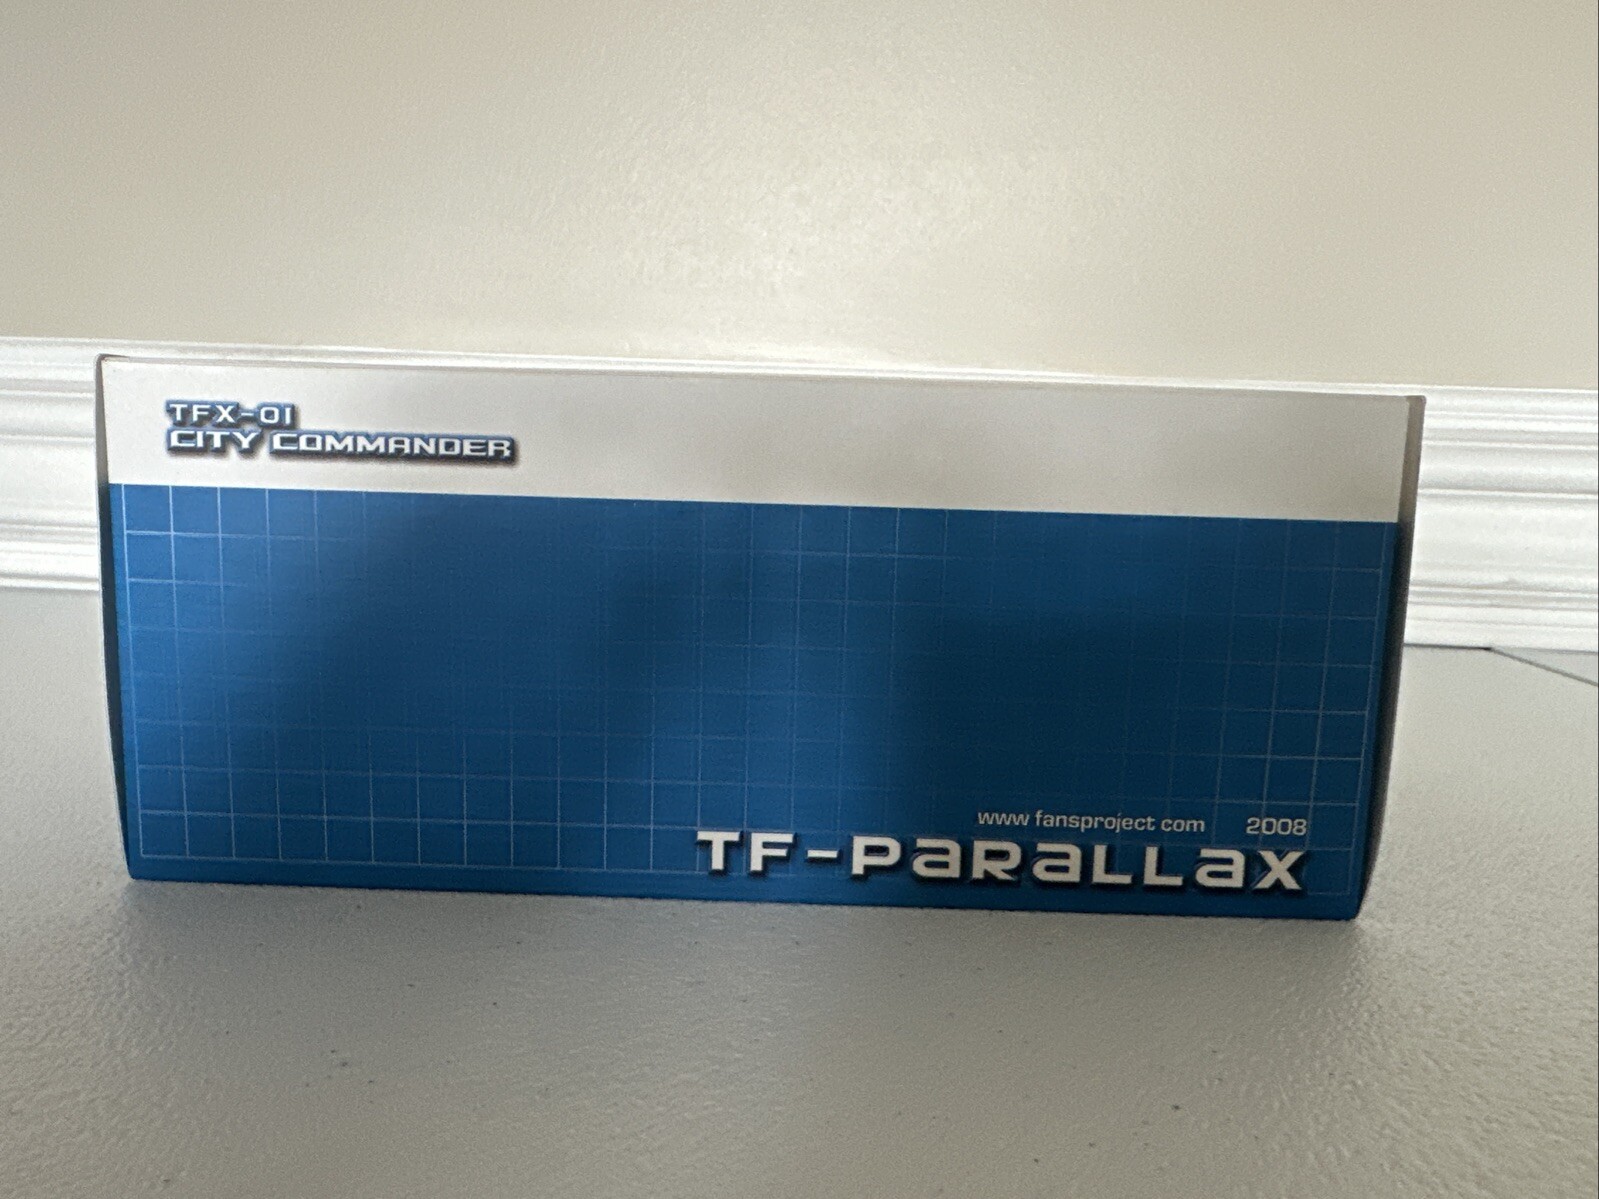 TFX-01
CITY COMMANDER
www fansproject com 2008
TF-PARALLAX